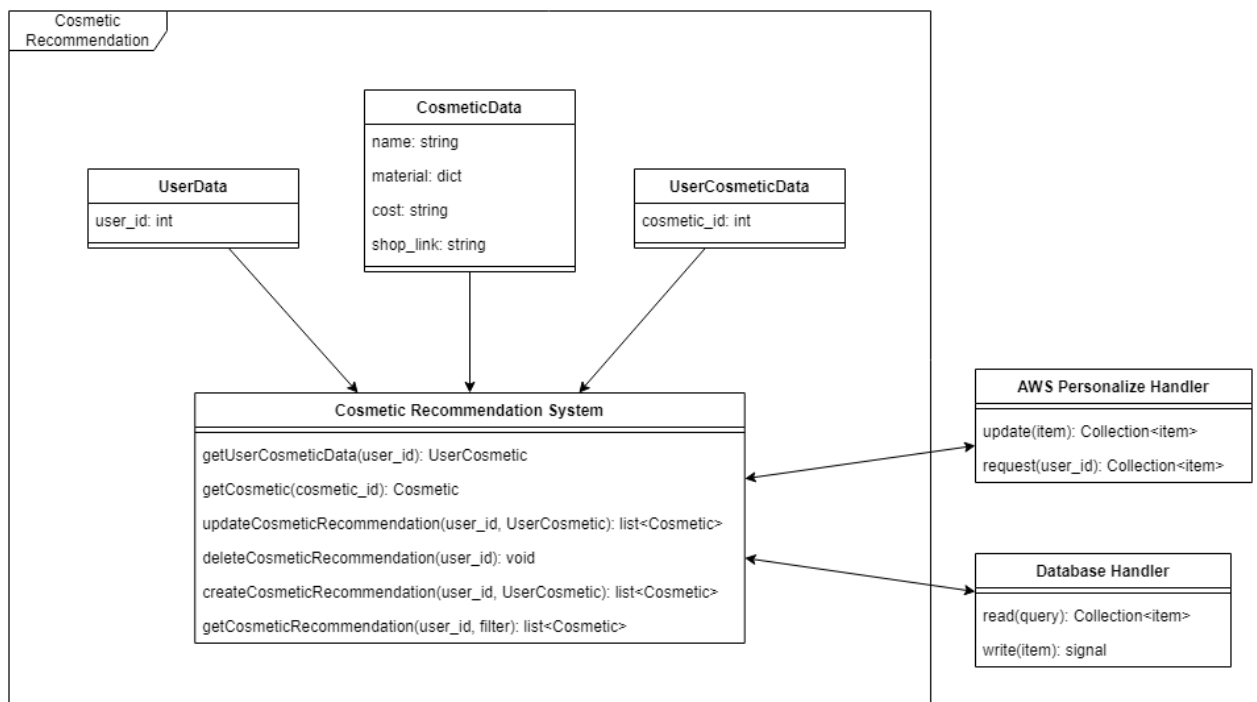 Cosmetic
Recommendation
CosmeticData
name: string
material: dict
cost: string
shop_link: string
UserData
user_id: int
UserCosmeticData
cosmetic_id: int
Cosmetic Recommendation System
getUserCosmeticData(user_id): UserCosmetic
getCosmetic(cosmetic_id): Cosmetic
updateCosmeticRecommendation(user_id, UserCosmetic): list<Cosmetic>
deleteCosmeticRecommendation(user_id): void
createCosmeticRecommendation(user_id, UserCosmetic): list<Cosmetic>
getCosmeticRecommendation(user_id, filter): list<Cosmetic>
AWS Personalize Handler
update(item): Collection<item>
request(user_id): Collection<item>
Database Handler
read(query): Collection<item>
write(item): signal